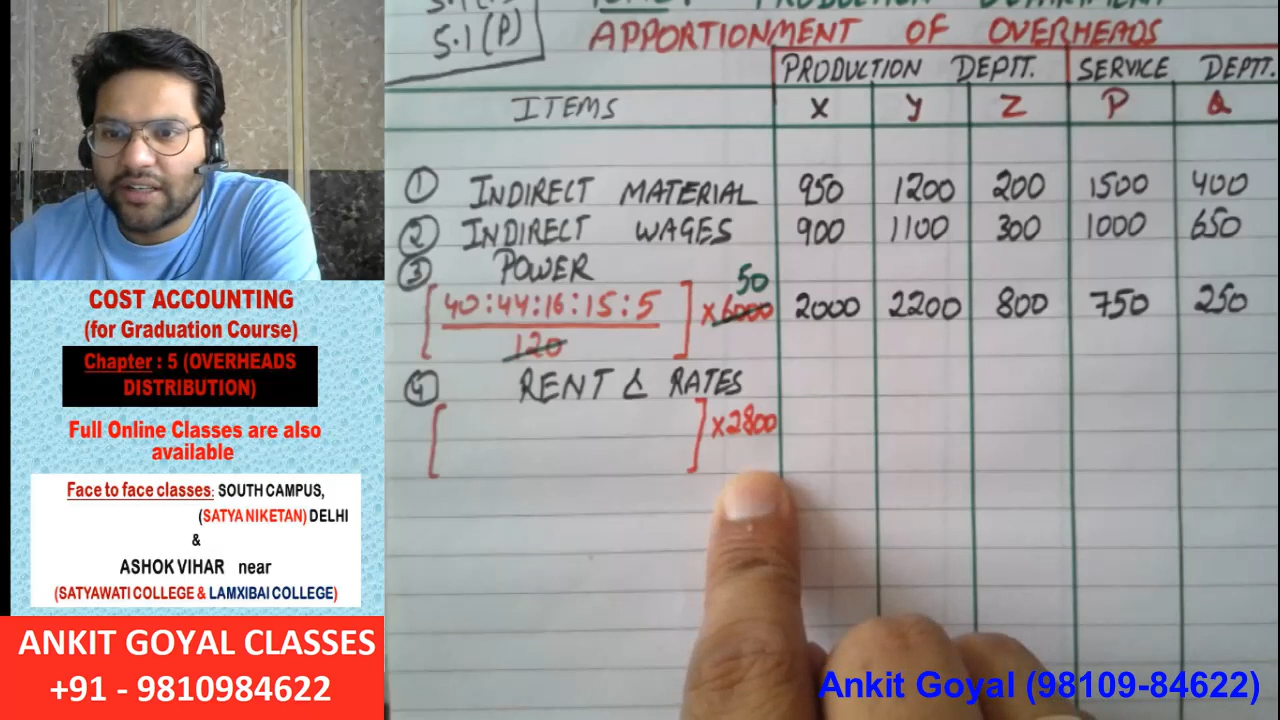 5.1(P)
APPORTIONMENT OF OVERHEADS
PRODUCTION DEPTT. SERVICE DEPTT.
ITEMS X Y Z P Q
① INDIRECT MATERIAL 950 1200 200 1500 400
② INDIRECT WAGES 900 1100 300 1000 650
③ POWER
50
[40:44:16:15:5 ] ×6000 2000 2200 800 750 250
120
④ RENT & RATES
[ ] ×2800
COST ACCOUNTING
(for Graduation Course)
Chapter : 5 (OVERHEADS
DISTRIBUTION)
Full Online Classes are also
available
Face to face classes: SOUTH CAMPUS,
(SATYA NIKETAN) DELHI
&
ASHOK VIHAR near
(SATYAWATI COLLEGE & LAMXIBAI COLLEGE)
ANKIT GOYAL CLASSES
+91 - 9810984622
Ankit Goyal (98109-84622)